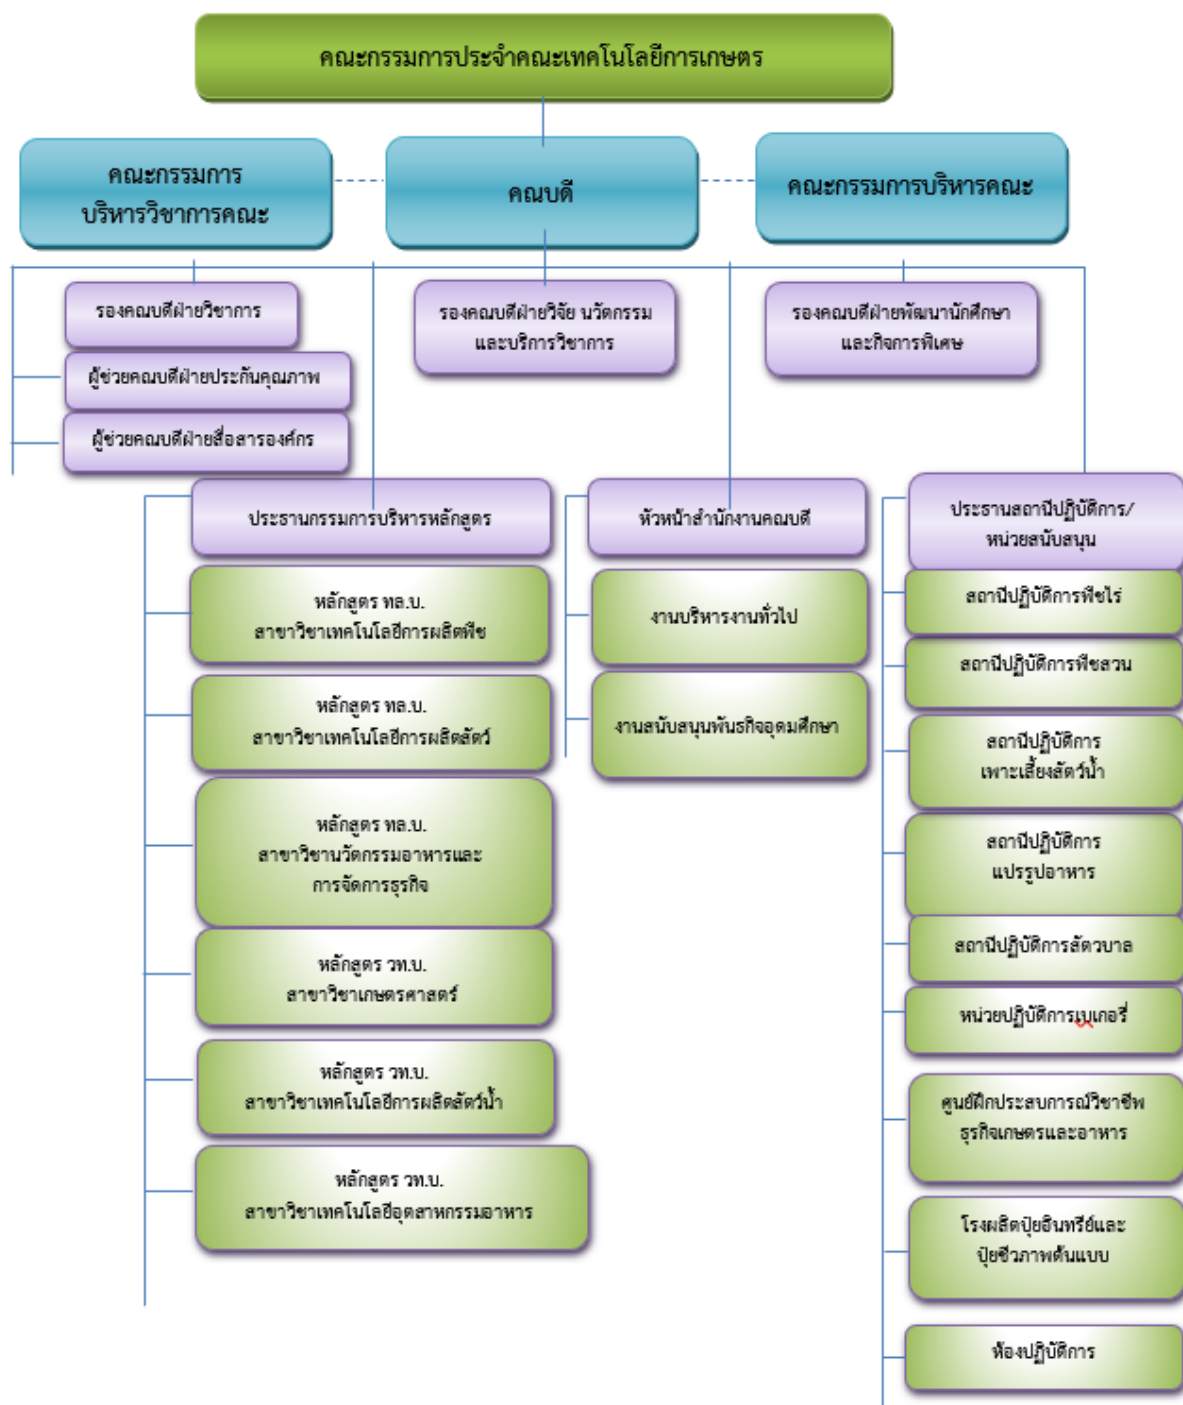 คณะกรรมการประจำคณะเทคโนโลยีการเกษตร
คณะกรรมการ
บริหารวิชาการคณะ
คณบดี
คณะกรรมการบริหารคณะ
รองคณบดีฝ่ายวิชาการ
ผู้ช่วยคณบดีฝ่ายประกันคุณภาพ
ผู้ช่วยคณบดีฝ่ายสื่อสารองค์กร
รองคณบดีฝ่ายวิจัย นวัตกรรม
และบริการวิชาการ
รองคณบดีฝ่ายพัฒนานักศึกษา
และกิจการพิเศษ
ประธานกรรมการบริหารหลักสูตร
หลักสูตร ทล.บ.
สาขาวิชาเทคโนโลยีการผลิตพืช
หลักสูตร ทล.บ.
สาขาวิชาเทคโนโลยีการผลิตสัตว์
หลักสูตร ทล.บ.
สาขาวิชานวัตกรรมอาหารและ
การจัดการธุรกิจ
หลักสูตร วท.บ.
สาขาวิชาเกษตรศาสตร์
หลักสูตร วท.บ.
สาขาวิชาเทคโนโลยีการผลิตสัตว์น้ำ
หลักสูตร วท.บ.
สาขาวิชาเทคโนโลยีอุตสาหกรรมอาหาร
หัวหน้าสำนักงานคณบดี
งานบริหารงานทั่วไป
งานสนับสนุนพันธกิจอุดมศึกษา
ประธานสถานีปฏิบัติการ/
หน่วยสนับสนุน
สถานีปฏิบัติการพืชไร่
สถานีปฏิบัติการพืชสวน
สถานีปฏิบัติการ
เพาะเลี้ยงสัตว์น้ำ
สถานีปฏิบัติการ
แปรรูปอาหาร
สถานีปฏิบัติการสัตวบาล
หน่วยปฏิบัติการเบเกอรี่
ศูนย์ฝึกประสบการณ์วิชาชีพ
ธุรกิจเกษตรและอาหาร
โรงผลิตปุ๋ยอินทรีย์และ
ปุ๋ยชีวภาพต้นแบบ
ห้องปฏิบัติการ